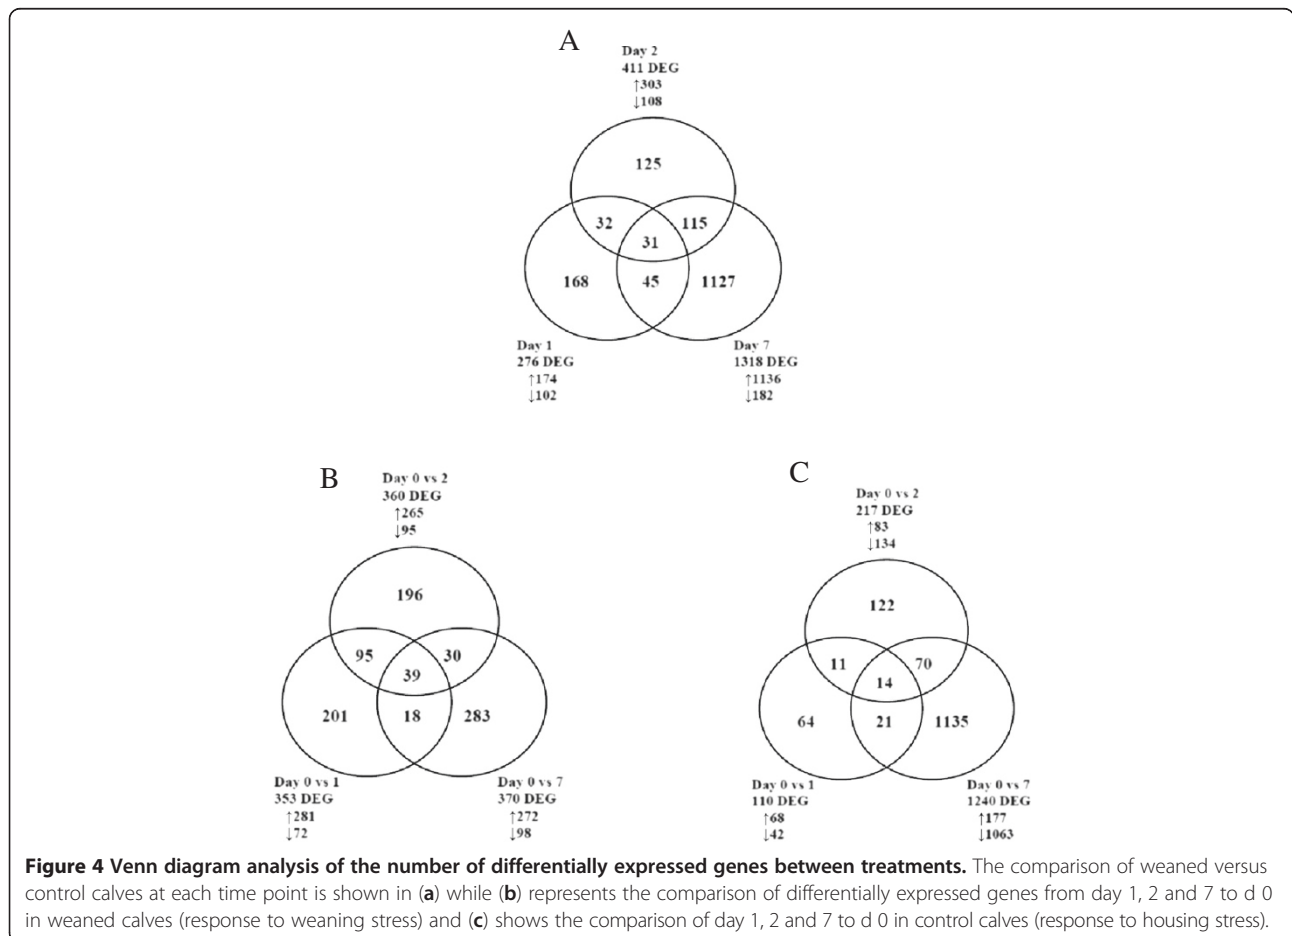 A
Day 2
411 DEG
↑303
↓108
125
32
115
31
168
45
1127
Day 1
276 DEG
↑174
↓102
Day 7
1318 DEG
↑1136
↓182
B
Day 0 vs 2
360 DEG
↑265
↓95
196
95
30
39
201
18
283
Day 0 vs 1
353 DEG
↑281
↓72
Day 0 vs 7
370 DEG
↑272
↓98
C
Day 0 vs 2
217 DEG
↑83
↓134
122
11
70
14
64
21
1135
Day 0 vs 1
110 DEG
↑68
↓42
Day 0 vs 7
1240 DEG
↑177
↓1063
Figure 4 Venn diagram analysis of the number of differentially expressed genes between treatments. The comparison of weaned versus
control calves at each time point is shown in (a) while (b) represents the comparison of differentially expressed genes from day 1, 2 and 7 to d 0
in weaned calves (response to weaning stress) and (c) shows the comparison of day 1, 2 and 7 to d 0 in control calves (response to housing stress).